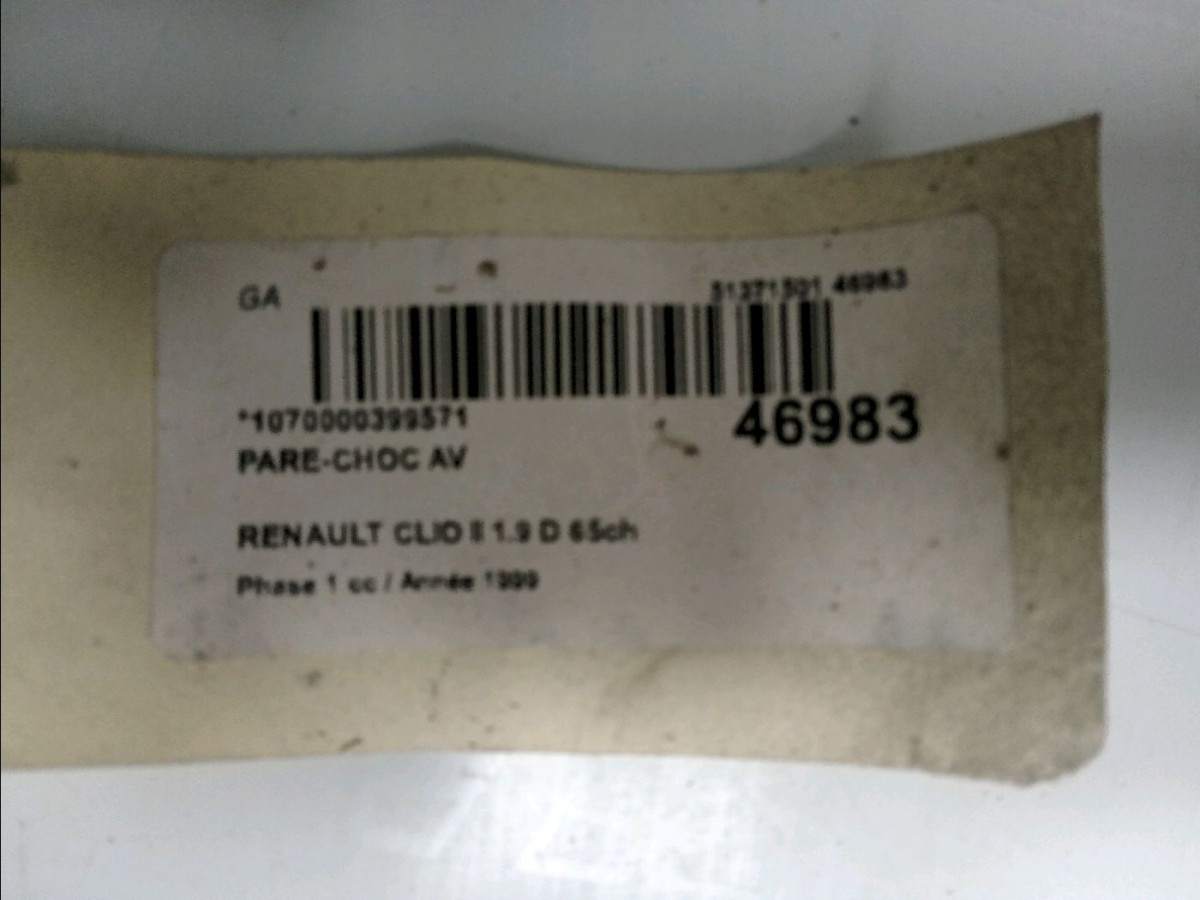 GA
51371501 46983
*1070000399571
46983
PARE-CHOC AV
RENAULT CLIO II 1.9 D 65ch
Phase 1 cc / Année 1999